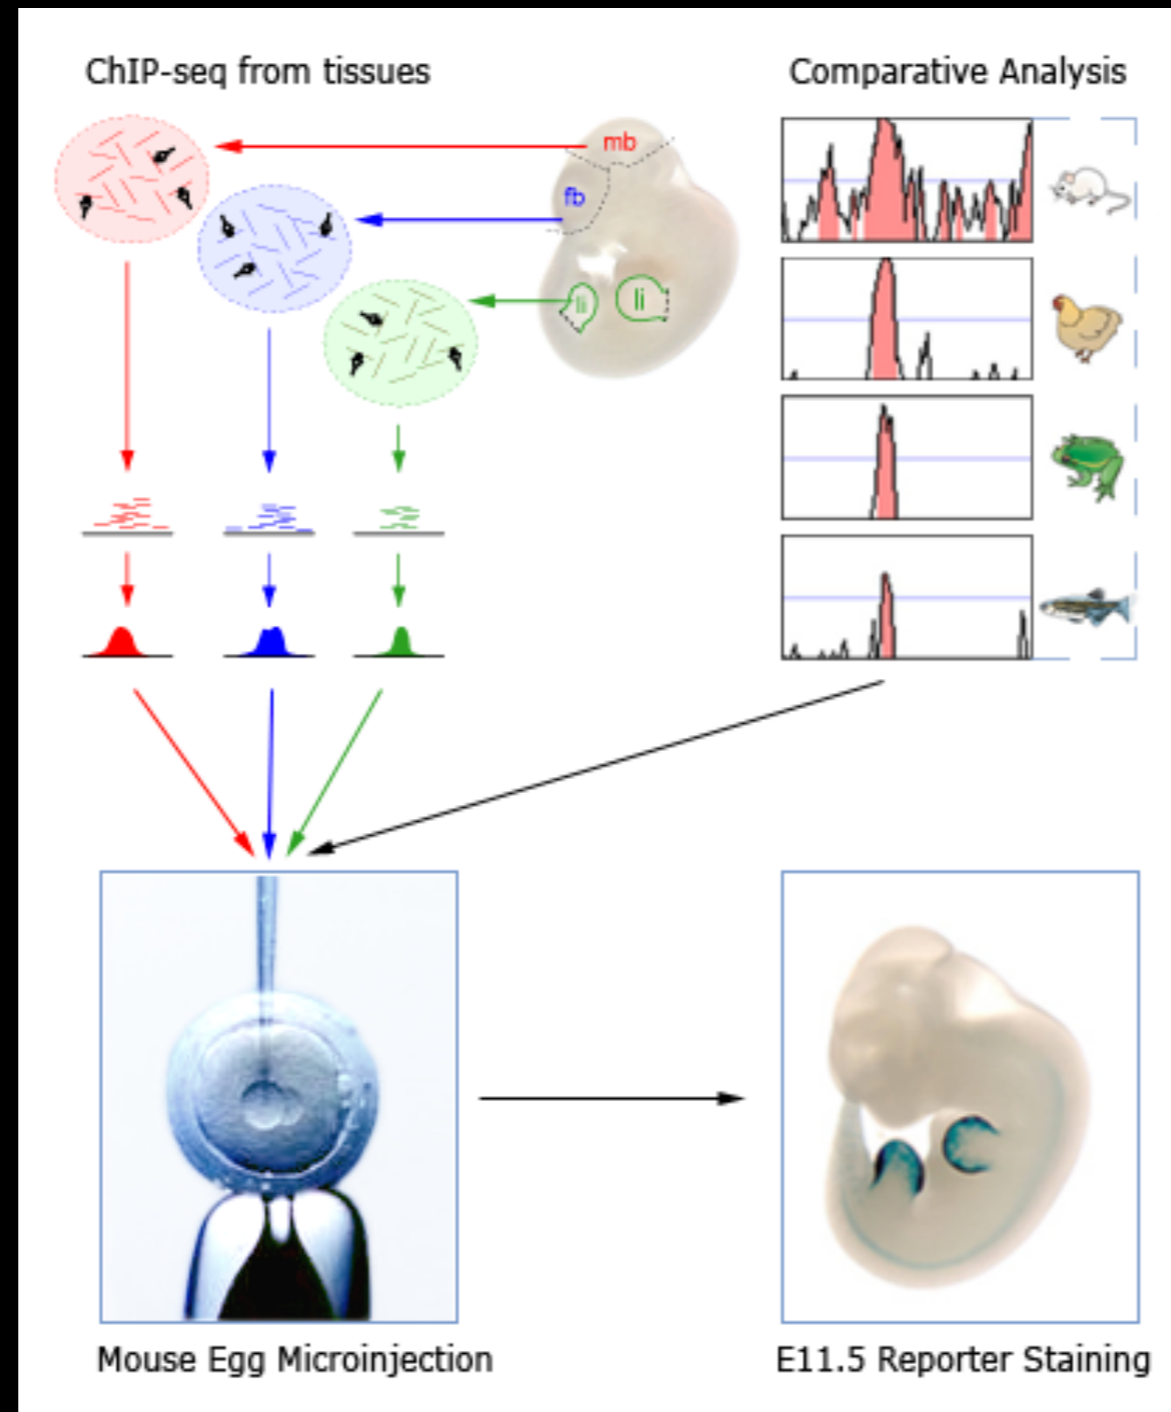 ChIP-seq from tissues
Comparative Analysis
mb
fb
li
li
Mouse Egg Microinjection
E11.5 Reporter Staining